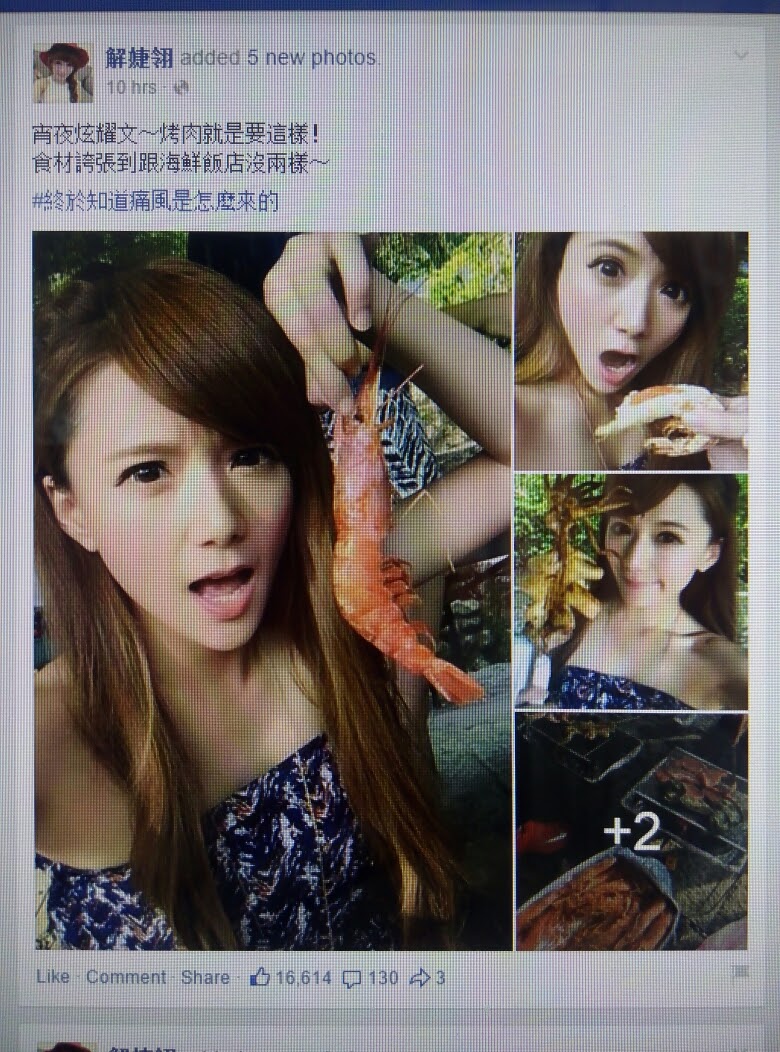 解婕翎 added 5 new photos.
10 hrs ·
宵夜炫耀文～烤肉就是要這樣！
食材誇張到跟海鮮飯店沒兩樣～
#終於知道痛風是怎麼來的
+2
Like · Comment · Share · 16,614 130 3